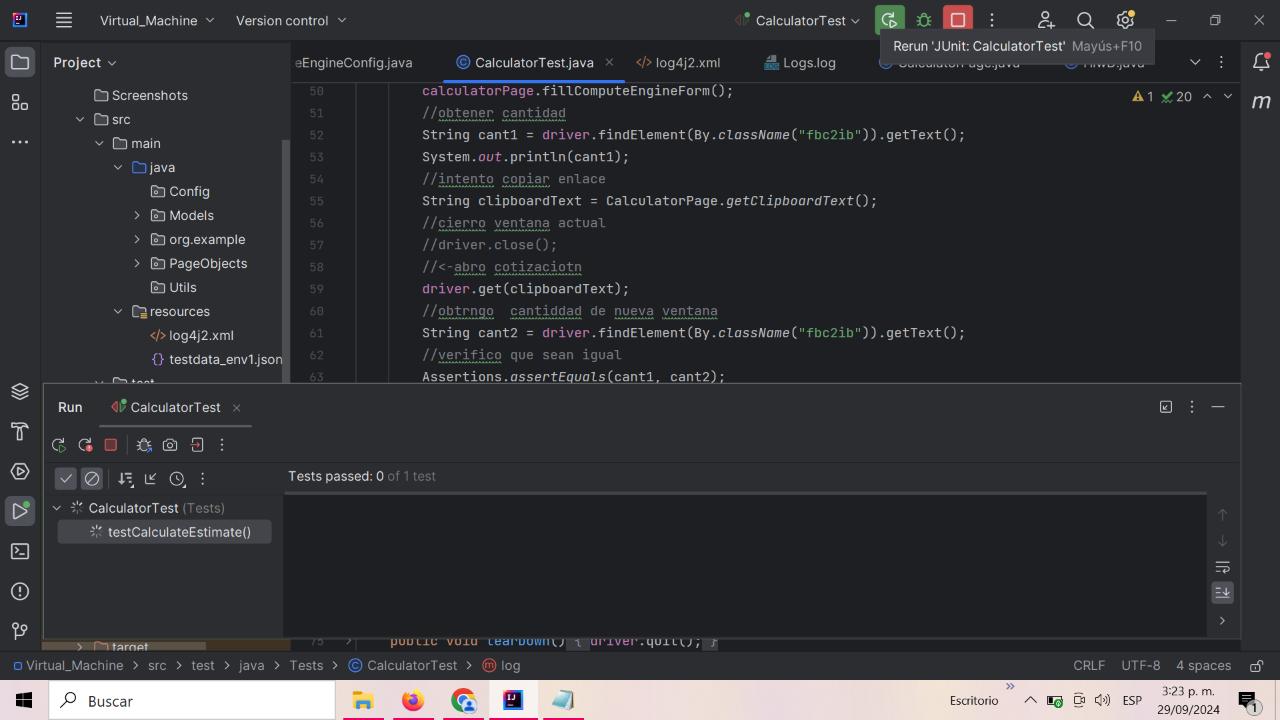 Virtual_Machine
Version control
CalculatorTest
Rerun 'JUnit: CalculatorTest' Mayús+F10
Project
eEngineConfig.java
CalculatorTest.java
log4j2.xml
Logs.log
Screenshots
src
main
java
Config
Models
org.example
PageObjects
Utils
resources
log4j2.xml
testdata_env1.json
test
1
20
50 calculatorPage.fillComputeEngineForm();
51 //obtener cantidad
52 String cant1 = driver.findElement(By.className("fbc2ib")).getText();
53 System.out.println(cant1);
54 //intento copiar enlace
55 String clipboardText = CalculatorPage.getClipboardText();
56 //cierro ventana actual
57 //driver.close();
58 //<-abro cotizaciotn
59 driver.get(clipboardText);
60 //obtrngo  cantiddad de nueva ventana
61 String cant2 = driver.findElement(By.className("fbc2ib")).getText();
62 //verifico que sean igual
63 Assertions.assertEquals(cant1, cant2);
Run
CalculatorTest
Tests passed: 0 of 1 test
CalculatorTest (Tests)
testCalculateEstimate()
target
75 public void tearDown() { driver.quit(); }
Virtual_Machine > src > test > java > Tests > CalculatorTest > log
CRLF UTF-8 4 spaces
Buscar
Escritorio
ESP
3:23 p. m.
29/09/2024
1